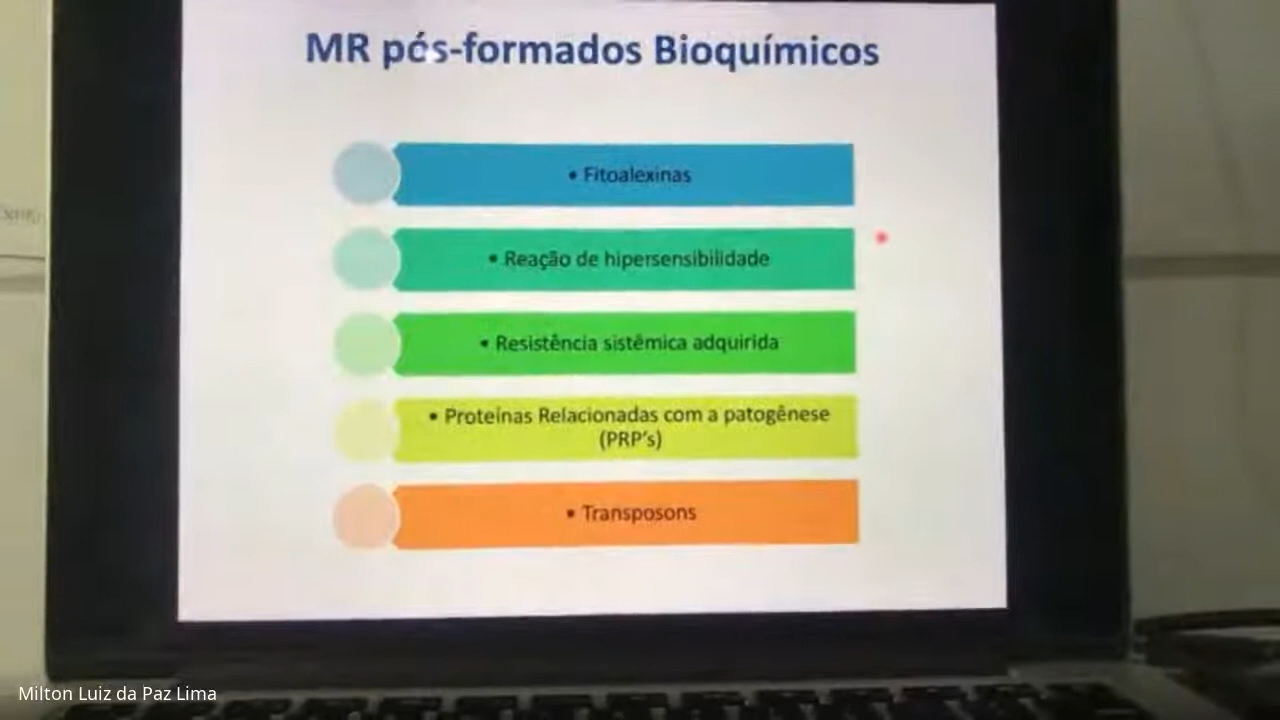 MR pós-formados Bioquímicos
• Fitoalexinas
• Reação de hipersensibilidade
• Resistência sistêmica adquirida
• Proteínas Relacionadas com a patogênese
(PRP's)
• Transposons
Milton Luiz da Paz Lima